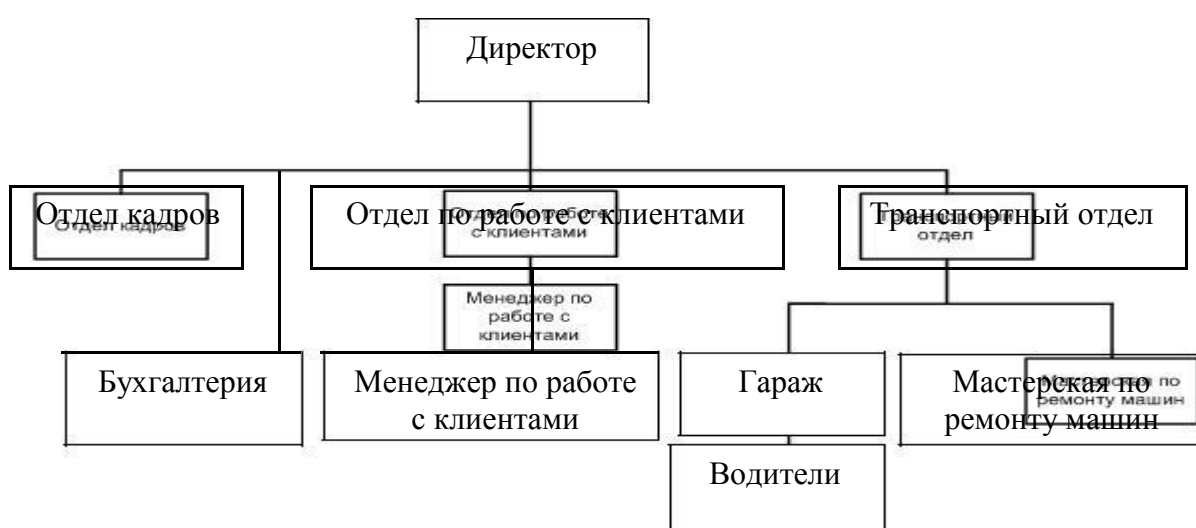 Директор
Отдел кадров
Отдел кадров
Отдел по работе с клиентами
Отдел по работе
с клиентами
Транспортный отдел
Транспортный
отдел
Менеджер по
работе с
клиентами
Бухгалтерия
Менеджер по работе
с клиентами
Гараж
Мастерская по
ремонту машин
Мастерская по
ремонту машин
Водители